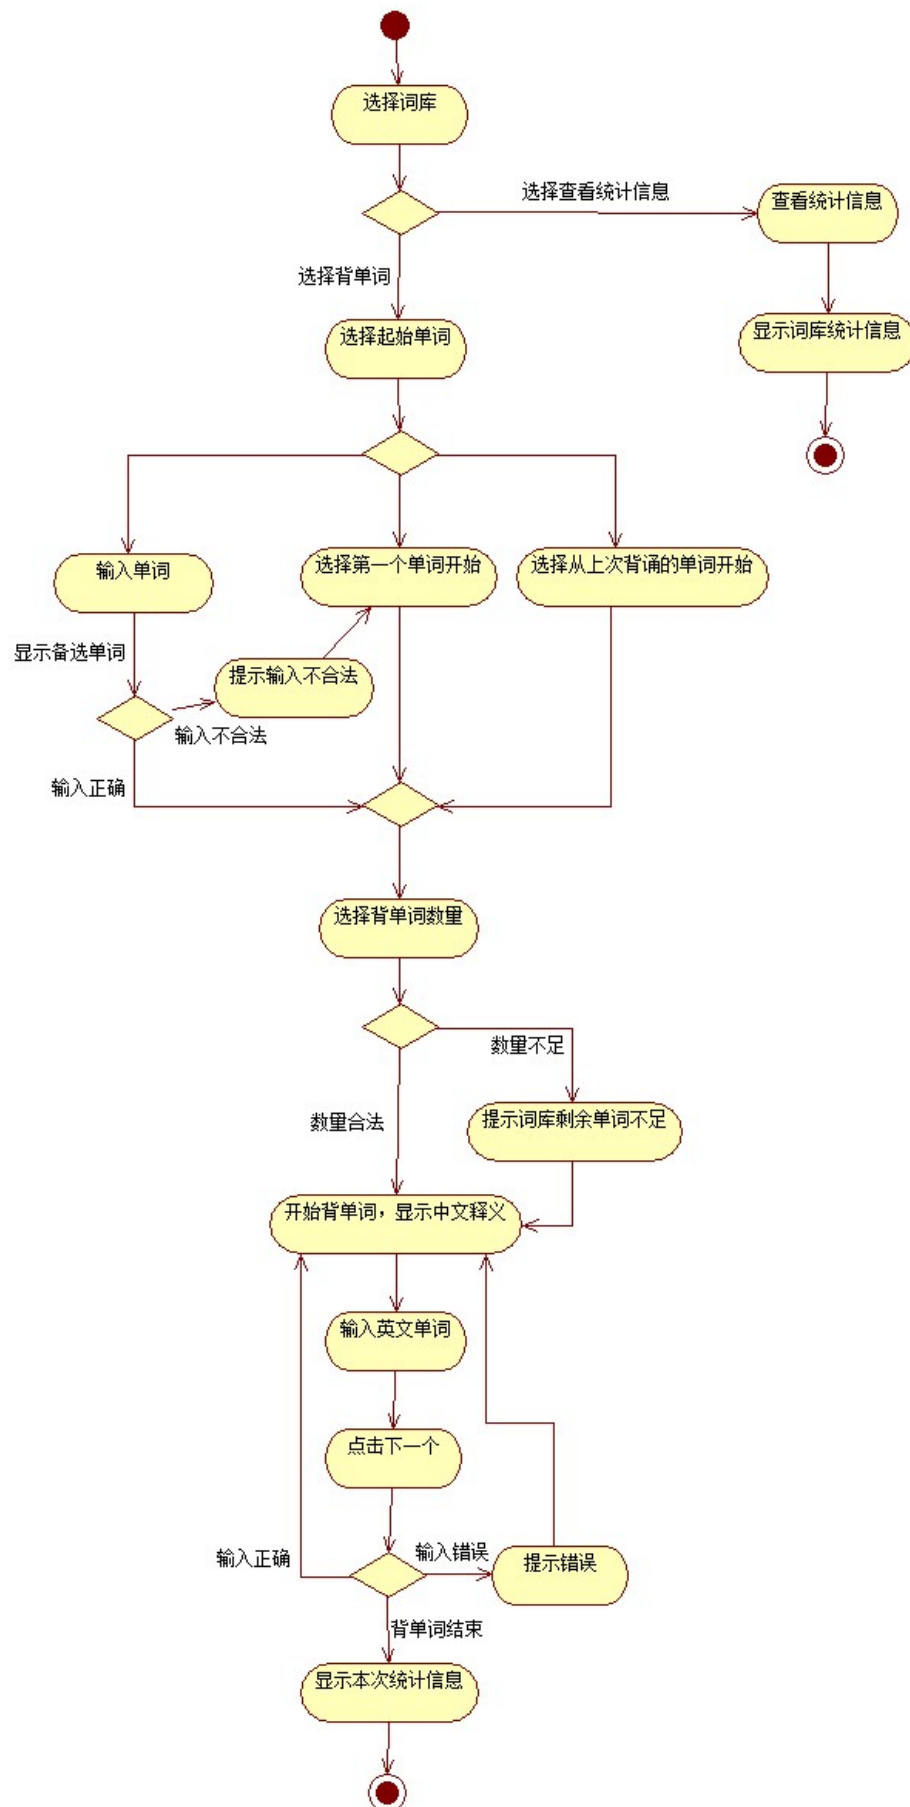 选择词库
选择查看统计信息
查看统计信息
选择背单词
选择起始单词
显示词库统计信息
输入单词
选择第一个单词开始
选择从上次背诵的单词开始
显示备选单词
提示输入不合法
输入不合法
输入正确
选择背单词数量
数量不足
数量合法
提示词库剩余单词不足
开始背单词，显示中文释义
输入英文单词
点击下一个
输入正确
输入错误
提示错误
背单词结束
显示本次统计信息